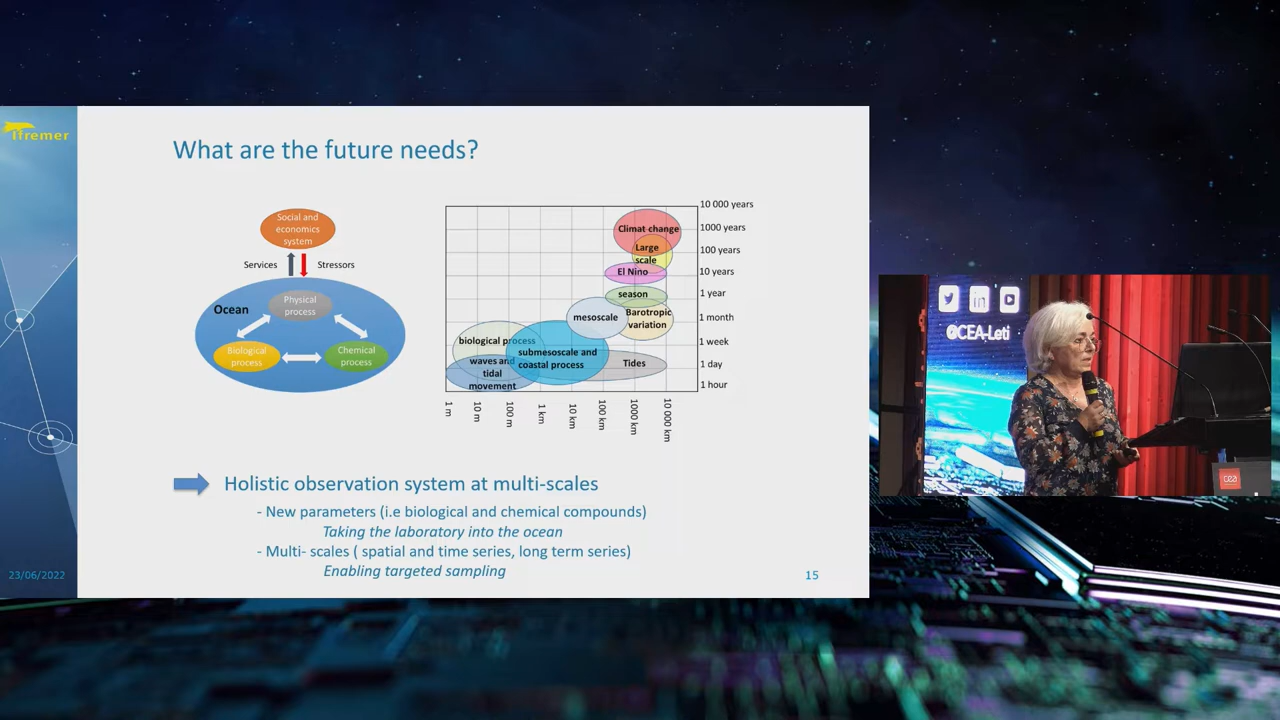 Ifremer
What are the future needs?
Social and
économics
system
Services
Stressors
Ocean
Physical
process
Biological
process
Chemical
process
10 000 years
1000 years
100 years
10 years
1 year
1 month
1 week
1 day
1 hour
Climat change
Large
scale
El Nino
season
mesoscale
Barotropic
variation
biological process
submesoscale and
coastal process
waves and
tidal
movement
Tides
1 m
10 m
100 m
1 km
10 km
100 km
1000 km
10 000 km
Holistic observation system at multi-scales
- New parameters (i.e biological and chemical compounds)
Taking the laboratory into the ocean
- Multi- scales ( spatial and time series, long term series)
Enabling targeted sampling
23/06/2022
15
in
@CEA-Leti
cea